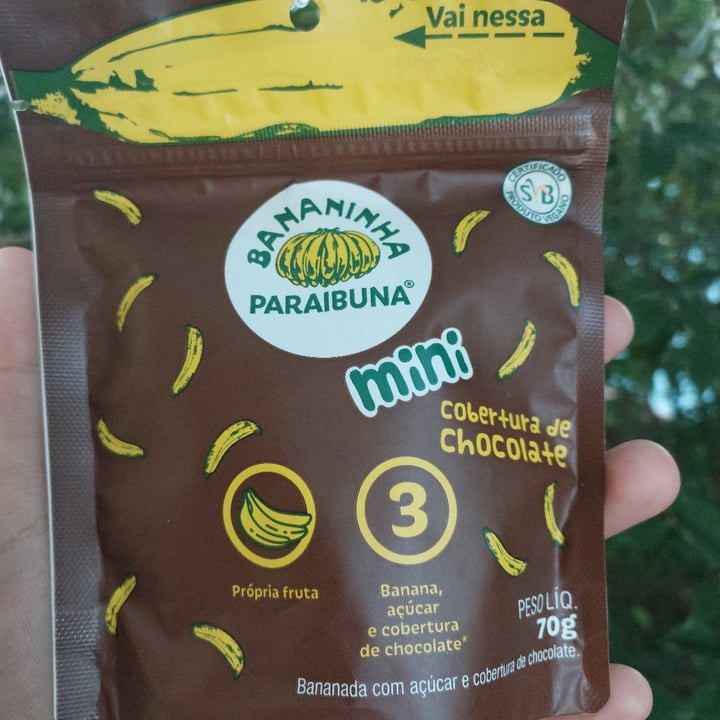 Vai nessa
CERTIFICADO
SVB
PRODUTO VEGANO
BANANINHA
PARAIBUNA®
mini
cobertura de
chocolate
3
Própria fruta
Banana,
açúcar
e cobertura
de chocolate*
PESO LÍQ.
70g
Bananada com açúcar e cobertura de chocolate.